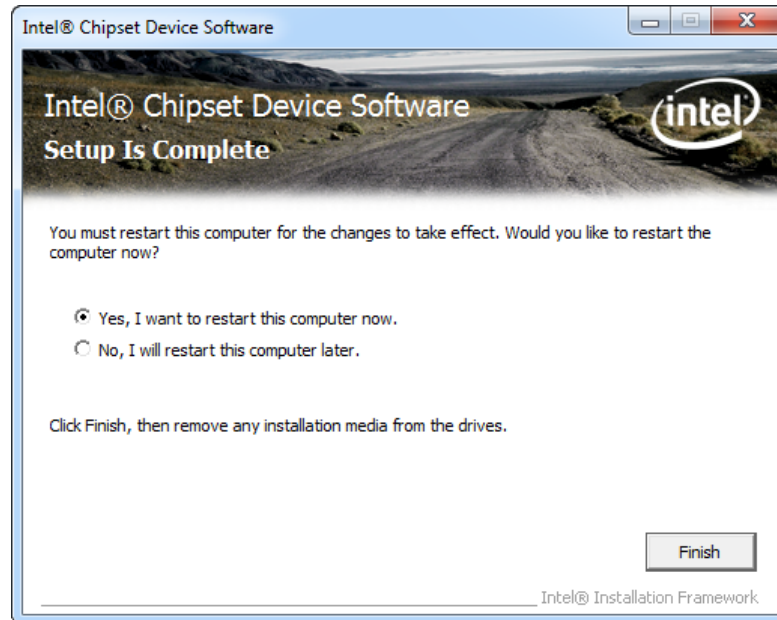 Intel® Chipset Device Software
Intel® Chipset Device Software
intel
Setup Is Complete
You must restart this computer for the changes to take effect. Would you like to restart the
computer now?
Yes, I want to restart this computer now.
No, I will restart this computer later.
Click Finish, then remove any installation media from the drives.
Finish
Intel® Installation Framework